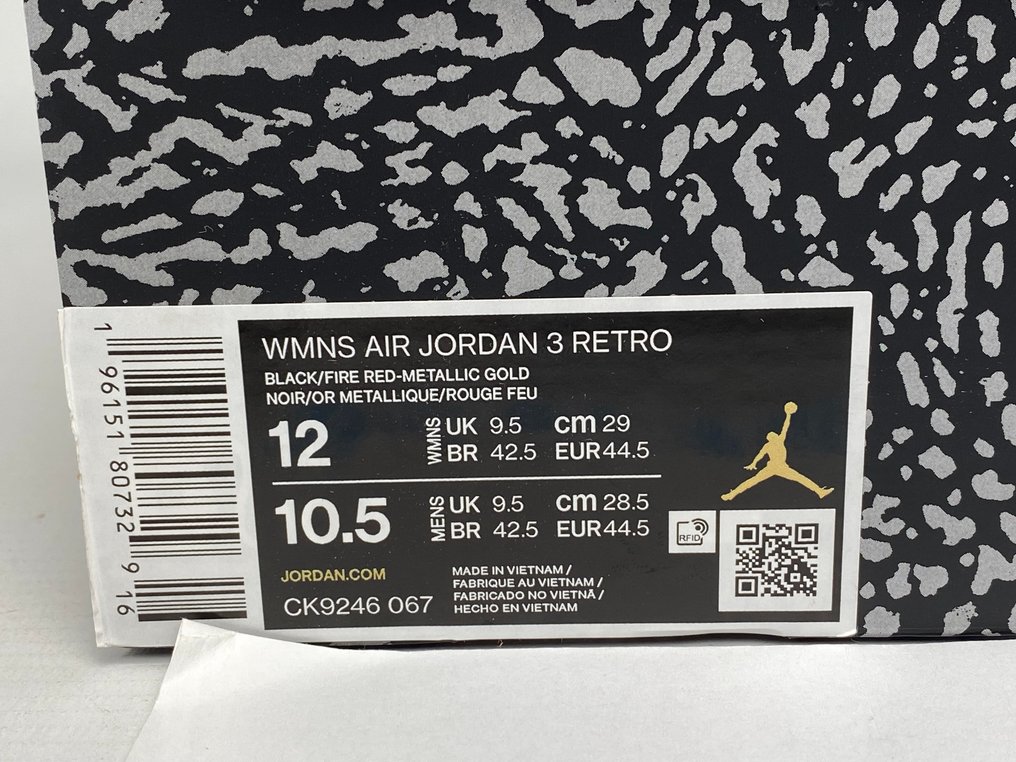 WMNS AIR JORDAN 3 RETRO
BLACK/FIRE RED-METALLIC GOLD
NOIR/OR METALLIQUE/ROUGE FEU
12 WMNS UK 9.5 cm 29
BR 42.5 EUR 44.5
10.5 MENS UK 9.5 cm 28.5
BR 42.5 EUR 44.5
RFID
JORDAN.COM
CK9246 067
MADE IN VIETNAM /
FABRIQUE AU VIETNAM /
FABRICADO NO VIETNÃ /
HECHO EN VIETNAM
1 96151 80732 9 16